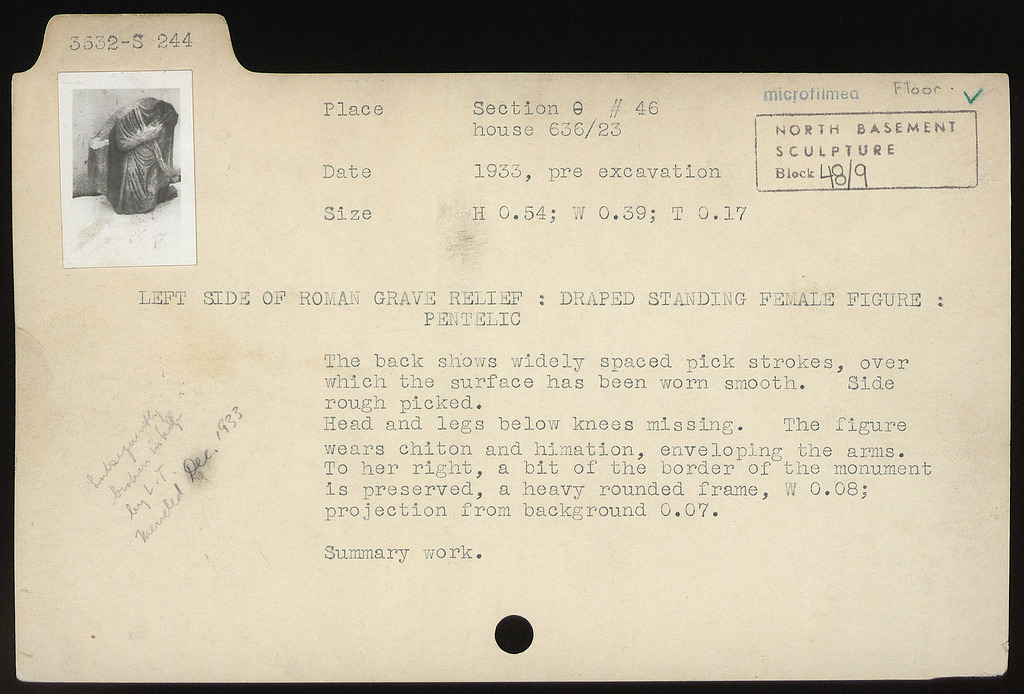 3532-S 244
microfilmed Floor. ✓
NORTH BASEMENT
SCULPTURE
Block 48/9
Place Section Θ # 46
house 636/23
Date 1933, pre excavation
Size H 0.54; W 0.39; T 0.17
LEFT SIDE OF ROMAN GRAVE RELIEF : DRAPED STANDING FEMALE FIGURE :
PENTELIC
The back shows widely spaced pick strokes, over
which the surface has been worn smooth. Side
rough picked.
Head and legs below knees missing. The figure
wears chiton and himation, enveloping the arms.
To her right, a bit of the border of the monument
is preserved, a heavy rounded frame, W 0.08;
projection from background 0.07.
Summary work.
Subsequently
broken in half
by L.T.
Mended Dec. 1933